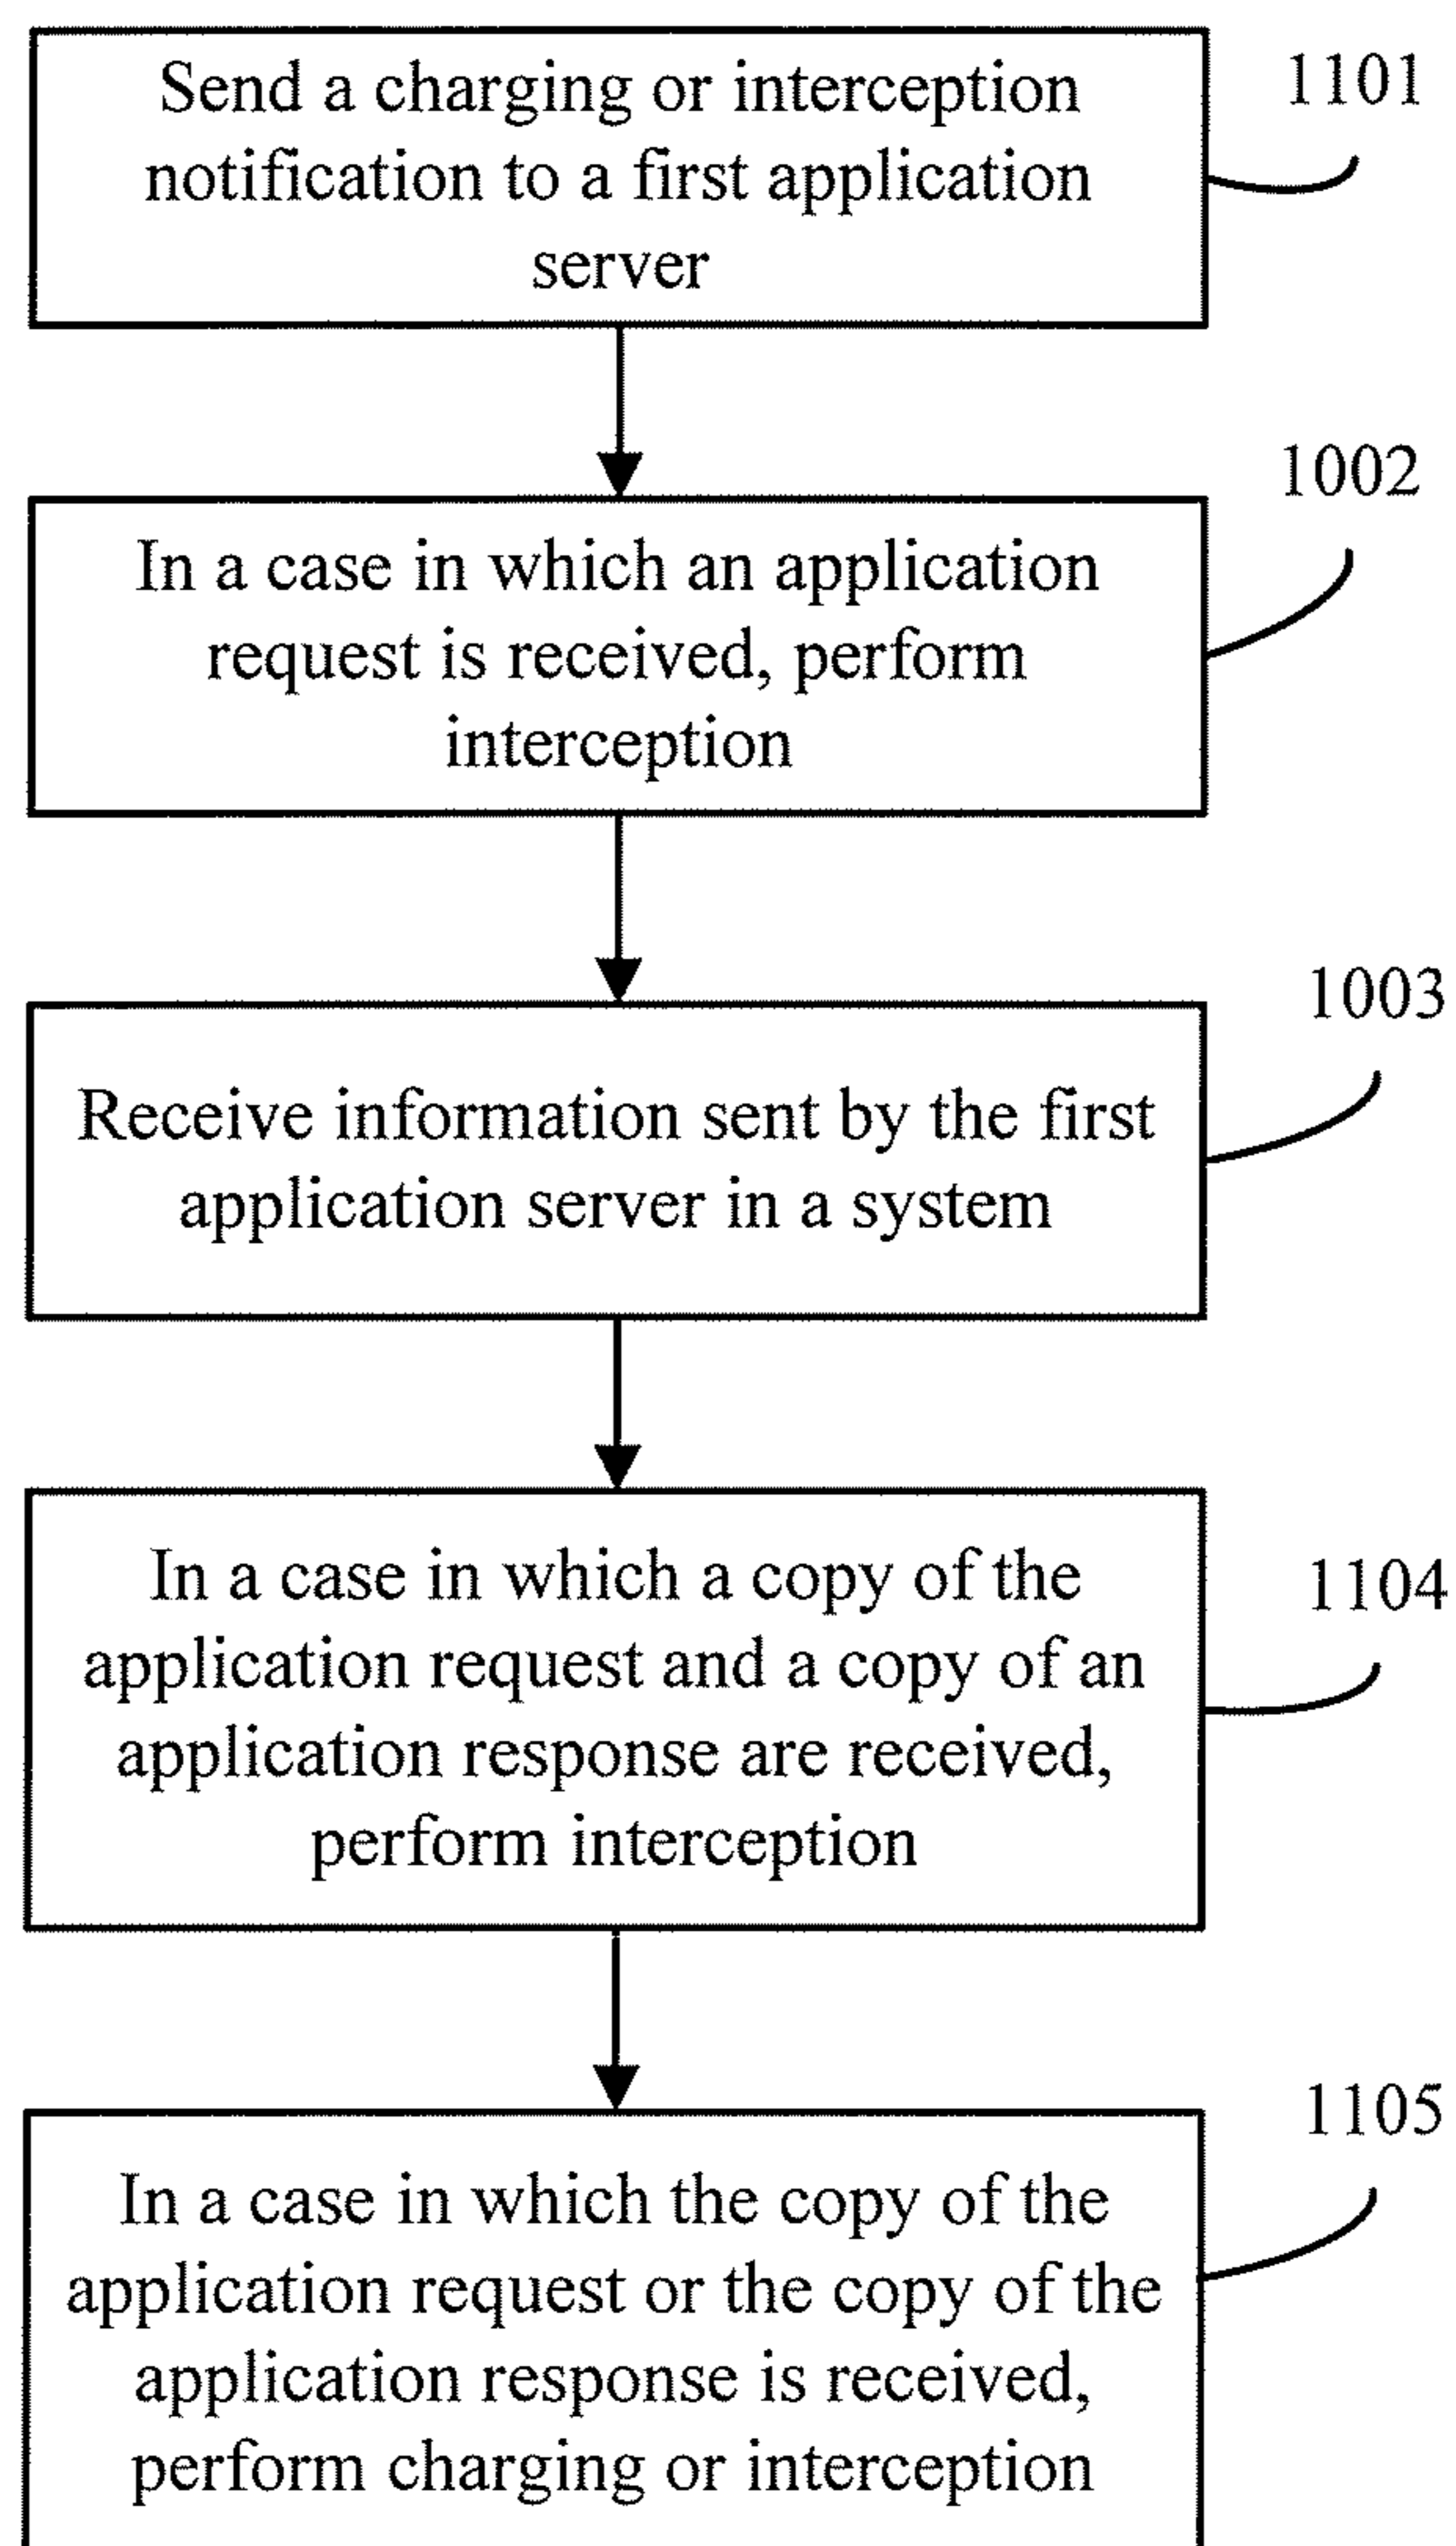 Send a charging or interception
notification to a first application
server
1101
In a case in which an application
request is received, perform
interception
1002
Receive information sent by the first
application server in a system
1003
In a case in which a copy of the
application request and a copy of an
application response are received,
perform interception
1104
In a case in which the copy of the
application request or the copy of the
application response is received,
perform charging or interception
1105